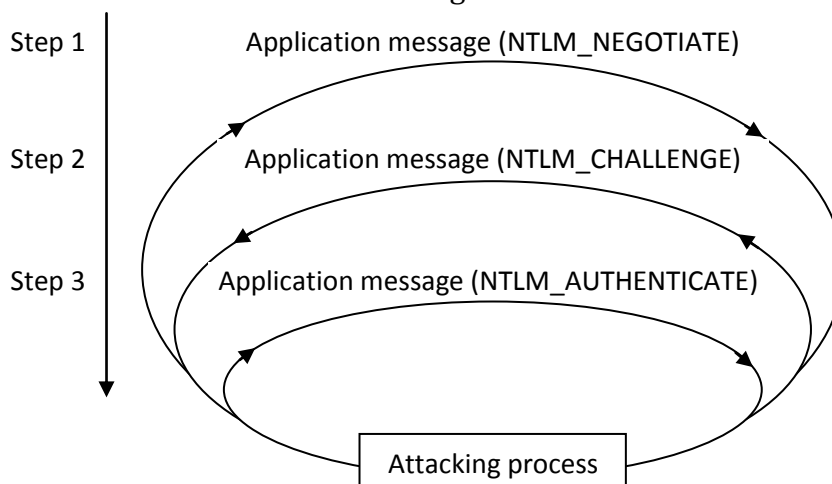 Step 1 Application message (NTLM_NEGOTIATE)
Step 2 Application message (NTLM_CHALLENGE)
Step 3 Application message (NTLM_AUTHENTICATE)
Attacking process